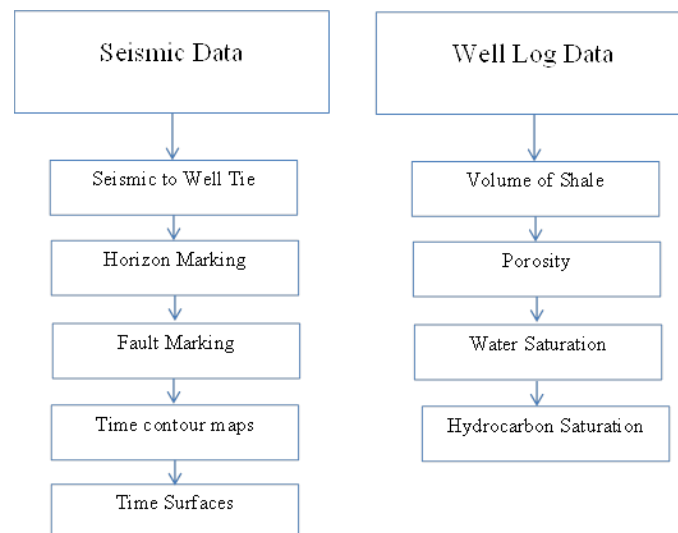 Seismic Data
Seismic to Well Tie
Horizon Marking
Fault Marking
Time contour maps
Time Surfaces
Well Log Data
Volume of Shale
Porosity
Water Saturation
Hydrocarbon Saturation